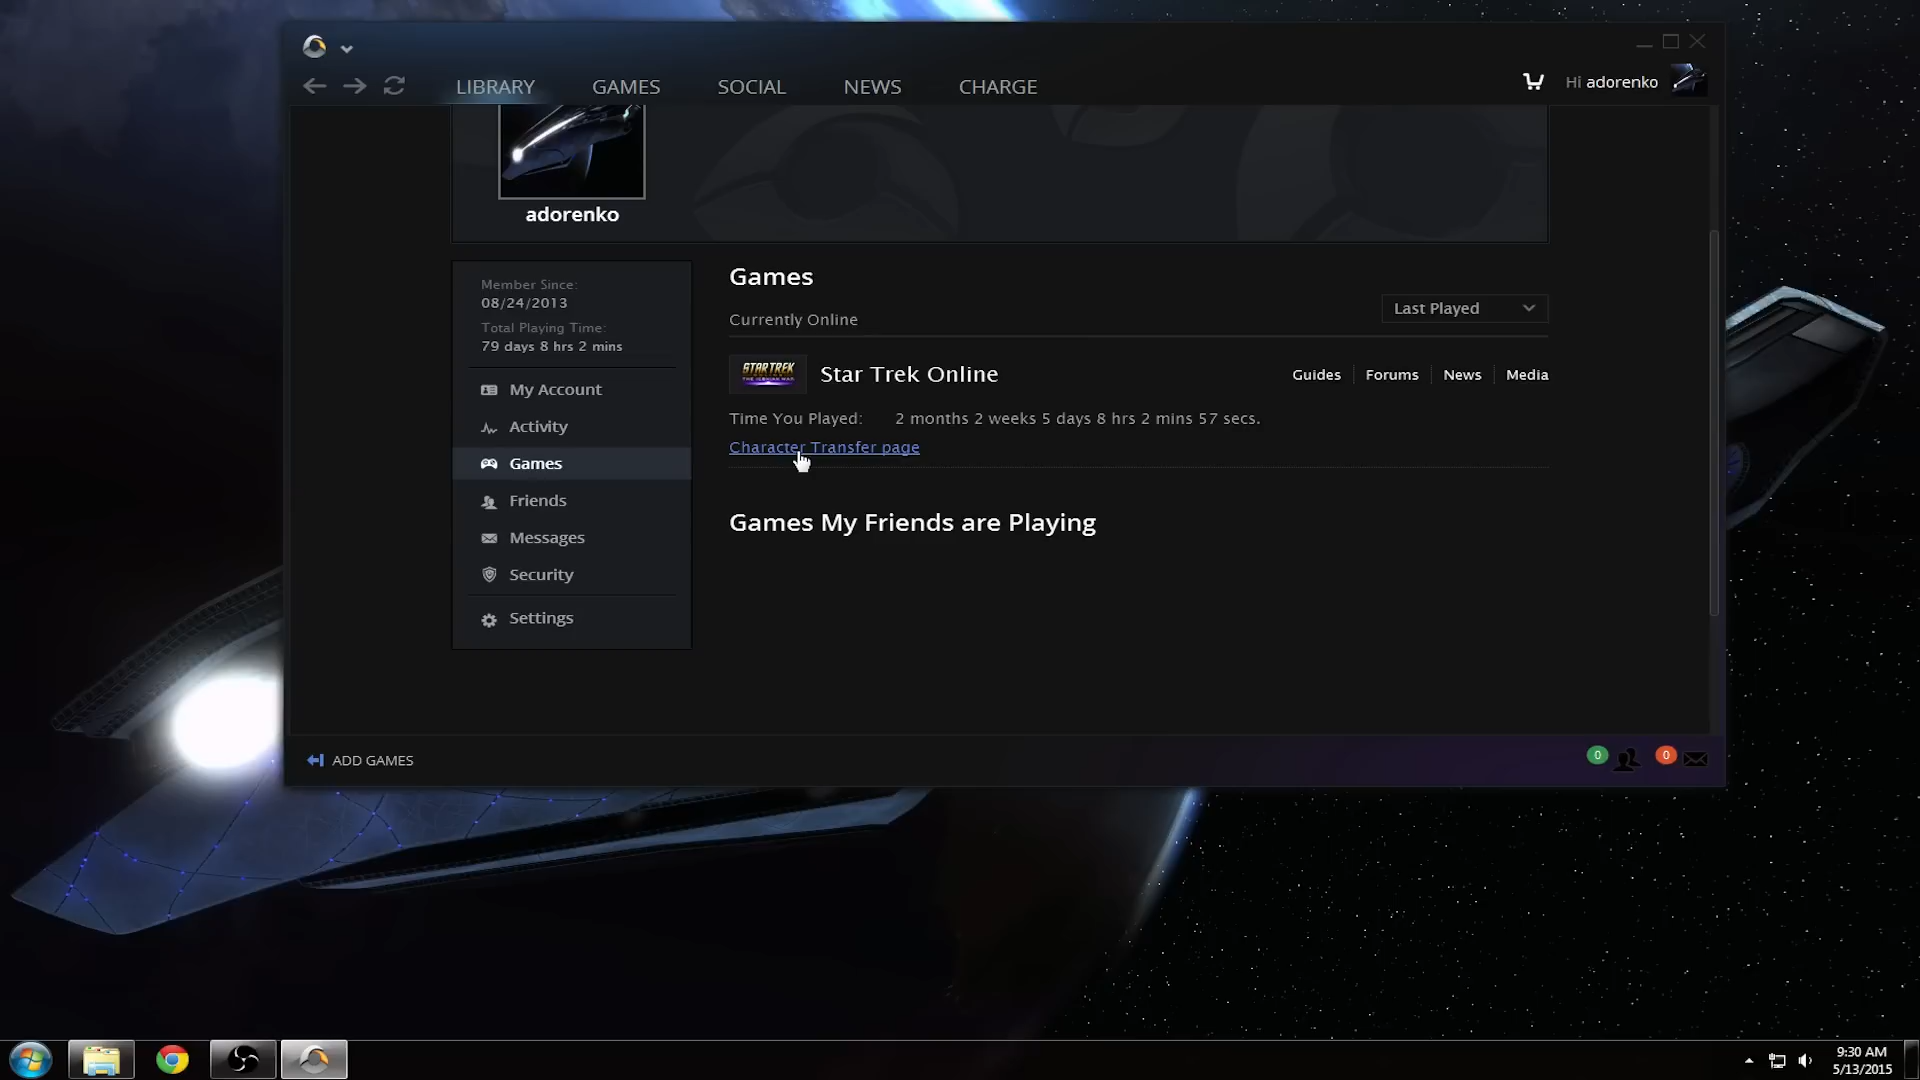 LIBRARY GAMES SOCIAL NEWS CHARGE
Hi adorenko
adorenko
Member Since:
08/24/2013
Total Playing Time:
79 days 8 hrs 2 mins
My Account
Activity
Games
Friends
Messages
Security
Settings
Games
Currently Online
Last Played
STAR TREK
Star Trek Online
Guides Forums News Media
Time You Played: 2 months 2 weeks 5 days 8 hrs 2 mins 57 secs.
Character Transfer page
Games My Friends are Playing
ADD GAMES
0 0
9:30 AM
5/13/2015